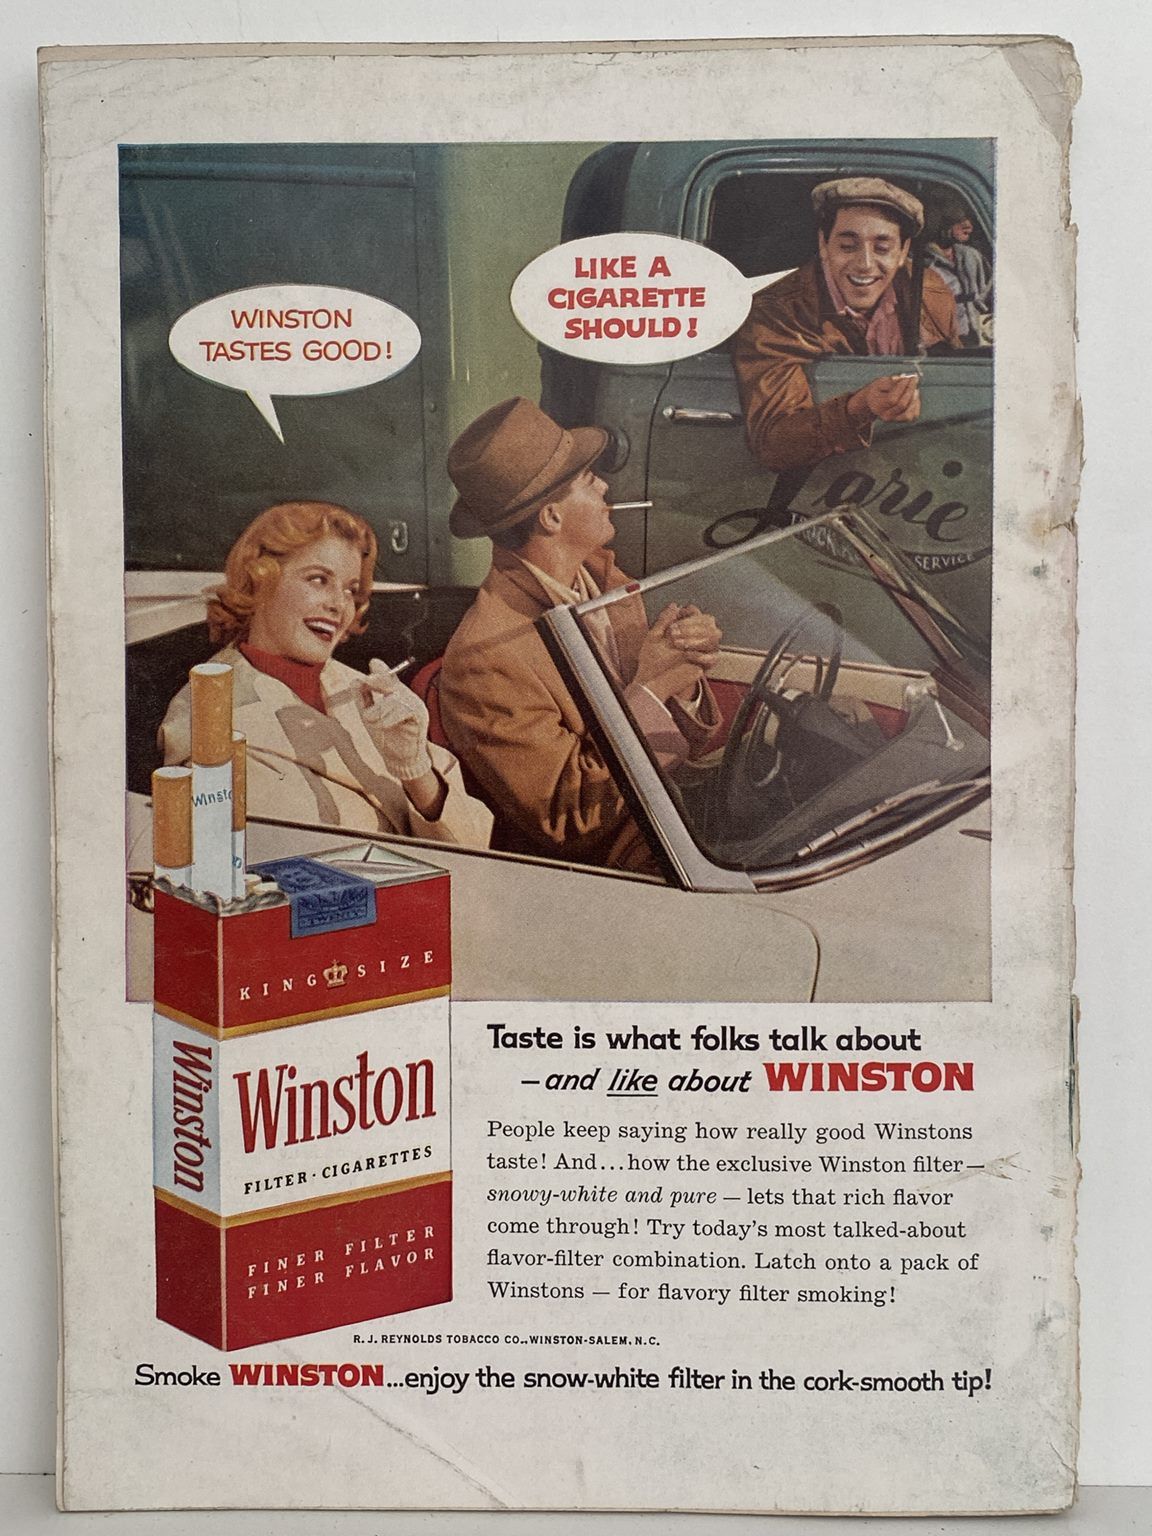 WINSTON
TASTES GOOD!
LIKE A
CIGARETTE
SHOULD!
Larie
SERVICE
Winston
TWENTY
KING SIZE
Winston
Winston
FILTER · CIGARETTES
FINER FILTER
FINER FLAVOR
Taste is what folks talk about
—and like about WINSTON
People keep saying how really good Winstons
taste! And...how the exclusive Winston filter—
snowy-white and pure — lets that rich flavor
come through! Try today's most talked-about
flavor-filter combination. Latch onto a pack of
Winstons — for flavory filter smoking!
R. J. REYNOLDS TOBACCO CO., WINSTON-SALEM, N. C.
Smoke WINSTON...enjoy the snow-white filter in the cork-smooth tip!